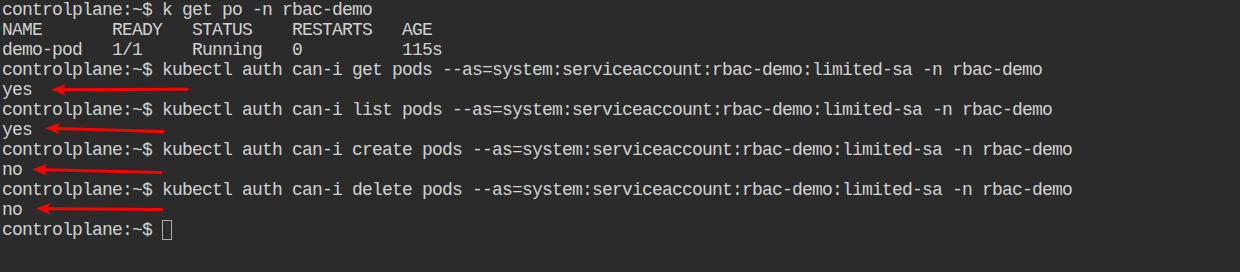 controlplane:~$ k get po -n rbac-demo
NAME       READY   STATUS    RESTARTS   AGE
demo-pod   1/1     Running   0          115s
controlplane:~$ kubectl auth can-i get pods --as=system:serviceaccount:rbac-demo:limited-sa -n rbac-demo
yes
controlplane:~$ kubectl auth can-i list pods --as=system:serviceaccount:rbac-demo:limited-sa -n rbac-demo
yes
controlplane:~$ kubectl auth can-i create pods --as=system:serviceaccount:rbac-demo:limited-sa -n rbac-demo
no
controlplane:~$ kubectl auth can-i delete pods --as=system:serviceaccount:rbac-demo:limited-sa -n rbac-demo
no
controlplane:~$